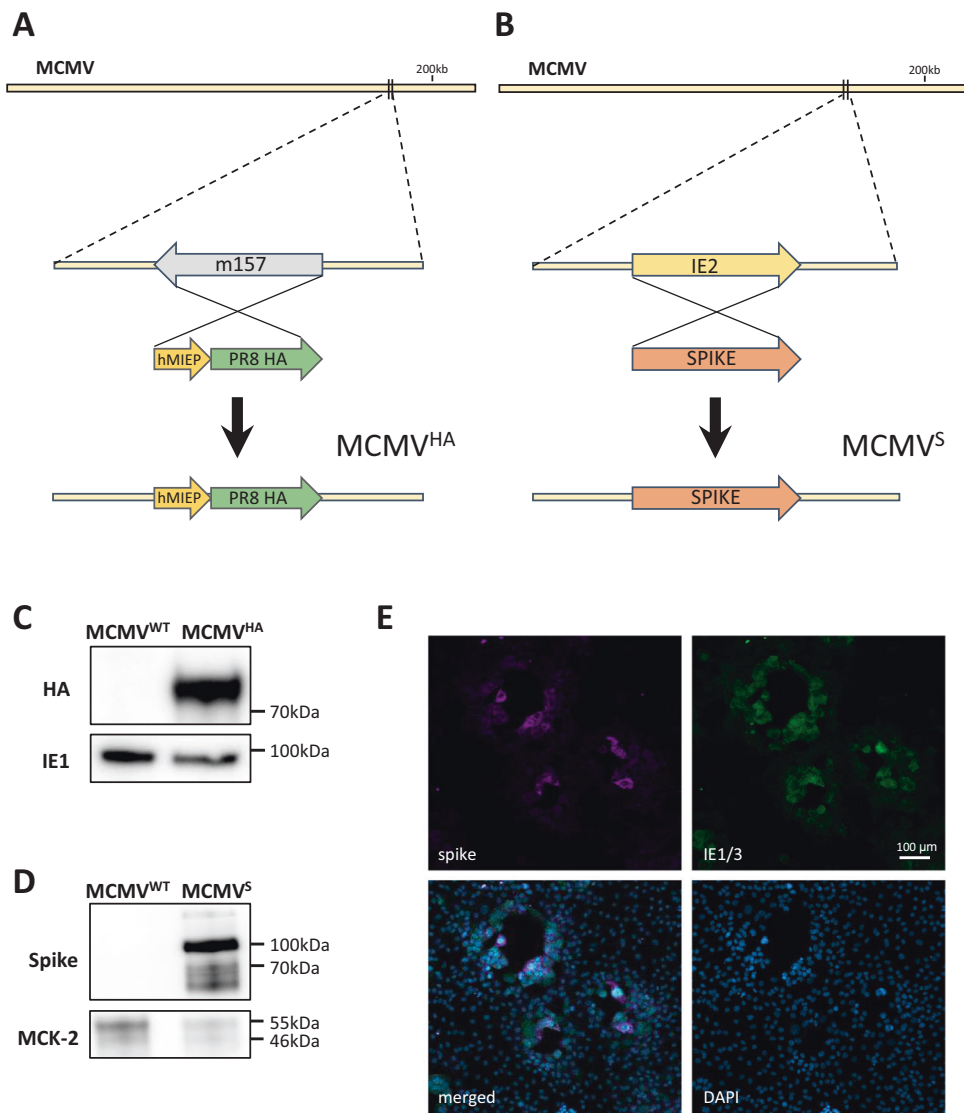 A
MCMV
200kb
m157
hMIEP
PR8 HA
MCMVHA
hMIEP
PR8 HA
B
MCMV
200kb
IE2
SPIKE
MCMVS
SPIKE
C
MCMVWT MCMVHA
HA
70kDa
IE1
100kDa
D
MCMVWT MCMVS
Spike
100kDa
70kDa
MCK-2
55kDa
46kDa
E
spike
IE1/3
100 µm
merged
DAPI